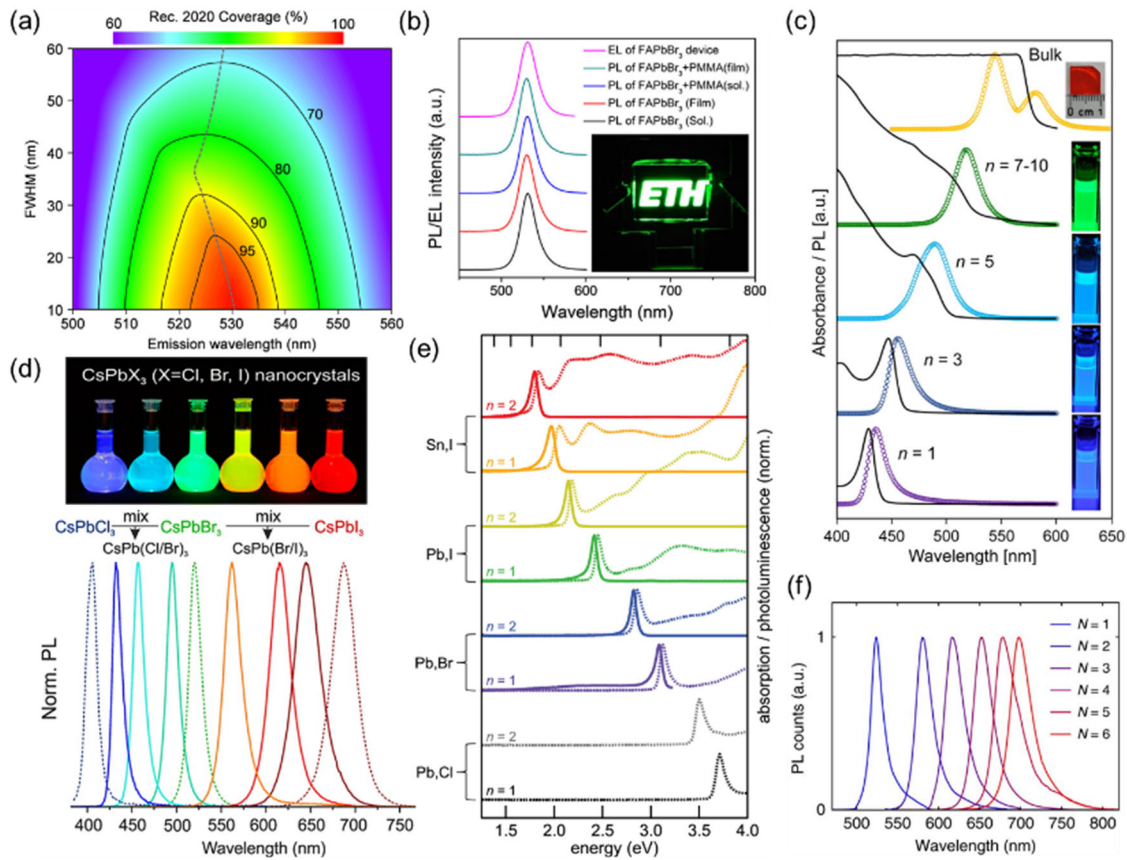 (a)
Rec. 2020 Coverage (%)
60 100
FWHM (nm)
60
50
40
30
20
10
70
80
90
95
500 510 520 530 540 550 560
Emission wavelength (nm)
(b)
PL/EL intensity (a.u.)
EL of FAPbBr3 device
PL of FAPbBr3+PMMA(film)
PL of FAPbBr3+PMMA(sol.)
PL of FAPbBr3 (Film)
PL of FAPbBr3 (Sol.)
ETH
500 600 700 800
Wavelength (nm)
(c)
Absorbance / PL [a.u.]
Bulk
0 cm 1
n = 7-10
n = 5
n = 3
n = 1
400 450 500 550 600 650
Wavelength [nm]
(d)
CsPbX3 (X=Cl, Br, I) nanocrystals
CsPbCl3 mix CsPbBr3 mix CsPbI3
CsPb(Cl/Br)3 CsPb(Br/I)3
Norm. PL
400 450 500 550 600 650 700 750
Wavelength (nm)
(e)
n = 2
Sn,I
n = 1
n = 2
Pb,I
n = 1
n = 2
Pb,Br
n = 1
n = 2
Pb,Cl
n = 1
absorption / photoluminescence (norm.)
1.5 2.0 2.5 3.0 3.5 4.0
energy (eV)
(f)
PL counts (a.u.)
1
0
N = 1
N = 2
N = 3
N = 4
N = 5
N = 6
500 550 600 650 700 750 800
Wavelength (nm)